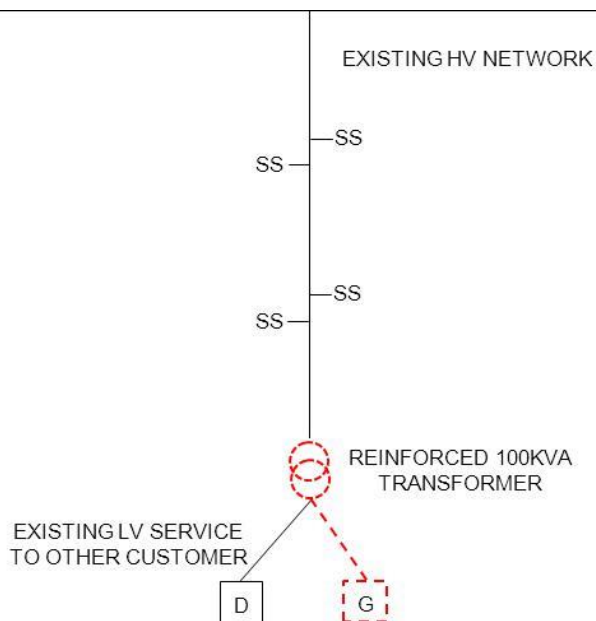 EXISTING HV NETWORK
SS
SS
SS
SS
REINFORCED 100KVA
TRANSFORMER
EXISTING LV SERVICE
TO OTHER CUSTOMER
D
G